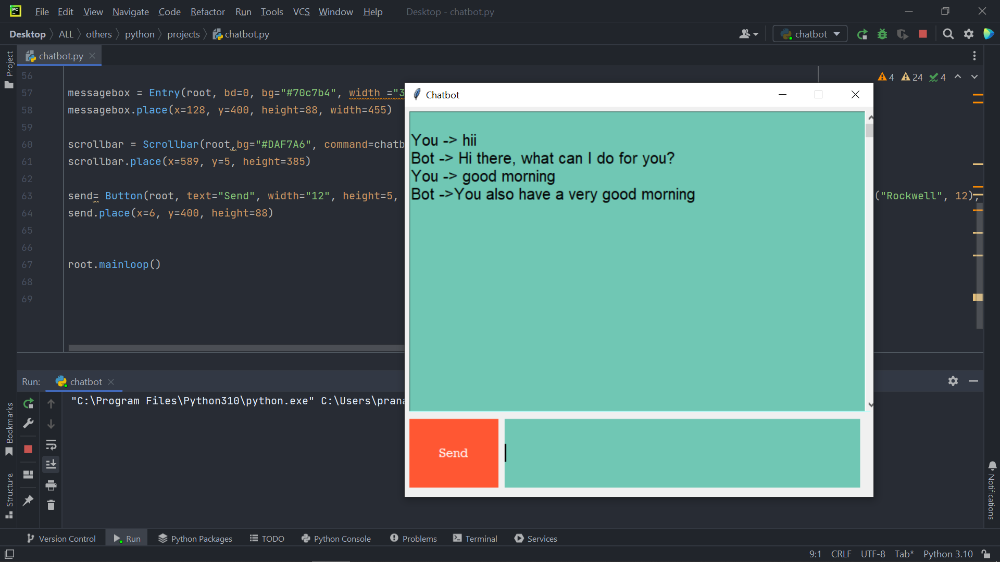 PC File Edit View Navigate Code Refactor Run Tools VCS Window Help Desktop - chatbot.py
Desktop ALL others python projects chatbot.py chatbot
Project
chatbot.py
4 24 4
56
57 messagebox = Entry(root, bd=0, bg="#70c7b4", width ="3
58 messagebox.place(x=128, y=400, height=88, width=455)
59
60 scrollbar = Scrollbar(root,bg="#DAF7A6", command=chatb
61 scrollbar.place(x=589, y=5, height=385)
62
63 send= Button(root, text="Send", width="12", height=5, ("Rockwell", 12),
64 send.place(x=6, y=400, height=88)
65
66
67 root.mainloop()
68
69
Chatbot
You -> hii
Bot -> Hi there, what can I do for you?
You -> good morning
Bot ->You also have a very good morning
Send
Run: chatbot
"C:\Program Files\Python310\python.exe" C:\Users\prana
Bookmarks
Structure
Notifications
Version Control Run Python Packages TODO Python Console Problems Terminal Services
9:1 CRLF UTF-8 Tab* Python 3.10